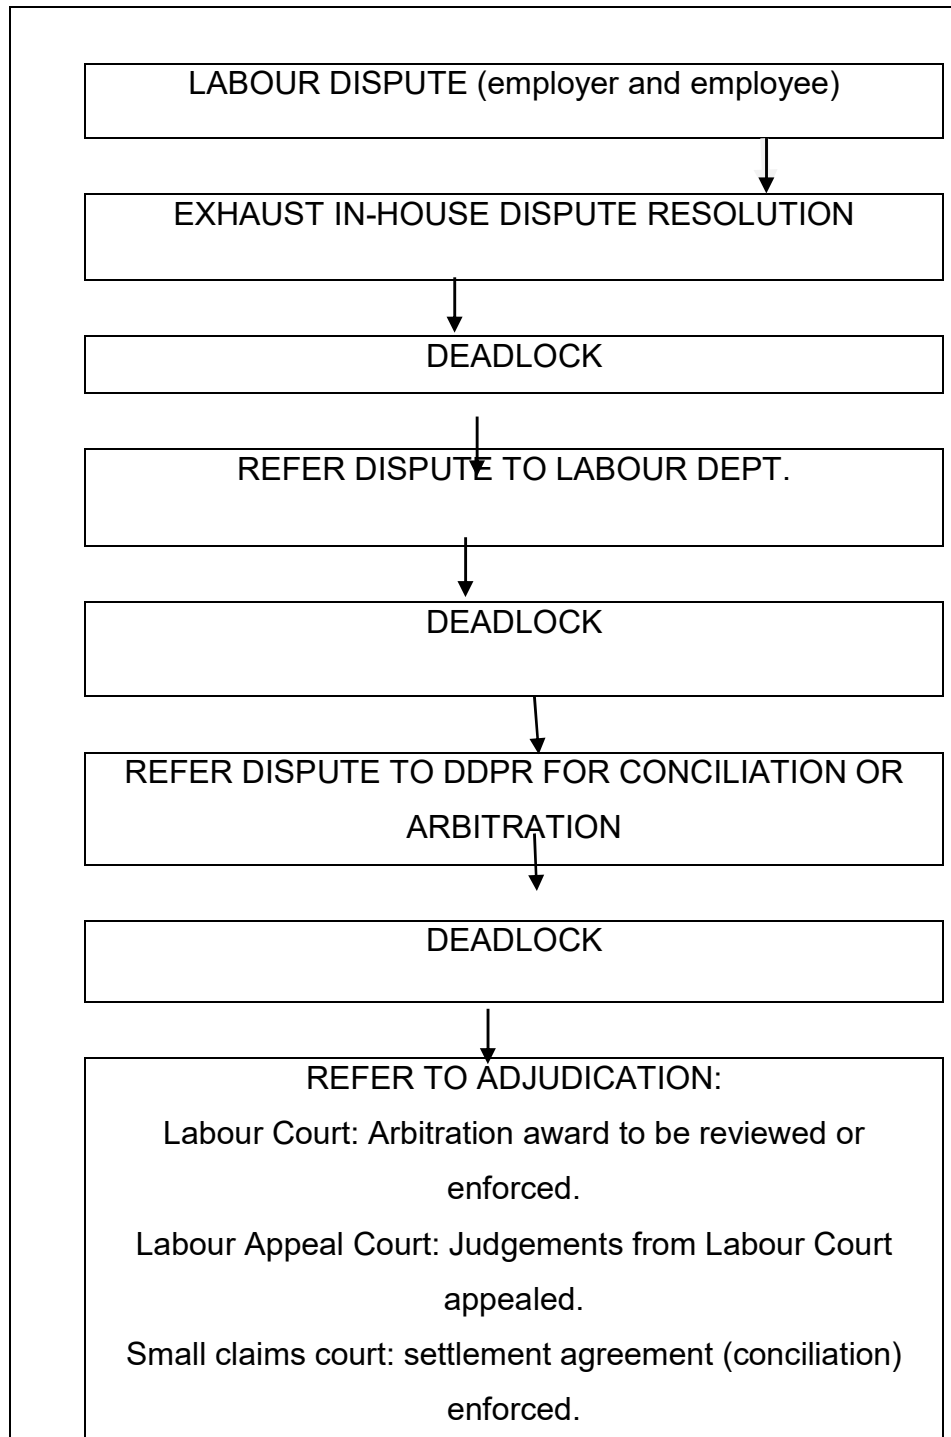 LABOUR DISPUTE (employer and employee)
EXHAUST IN-HOUSE DISPUTE RESOLUTION
DEADLOCK
REFER DISPUTE TO LABOUR DEPT.
DEADLOCK
REFER DISPUTE TO DDPR FOR CONCILIATION OR
ARBITRATION
DEADLOCK
REFER TO ADJUDICATION:
Labour Court: Arbitration award to be reviewed or
enforced.
Labour Appeal Court: Judgements from Labour Court
appealed.
Small claims court: settlement agreement (conciliation)
enforced.